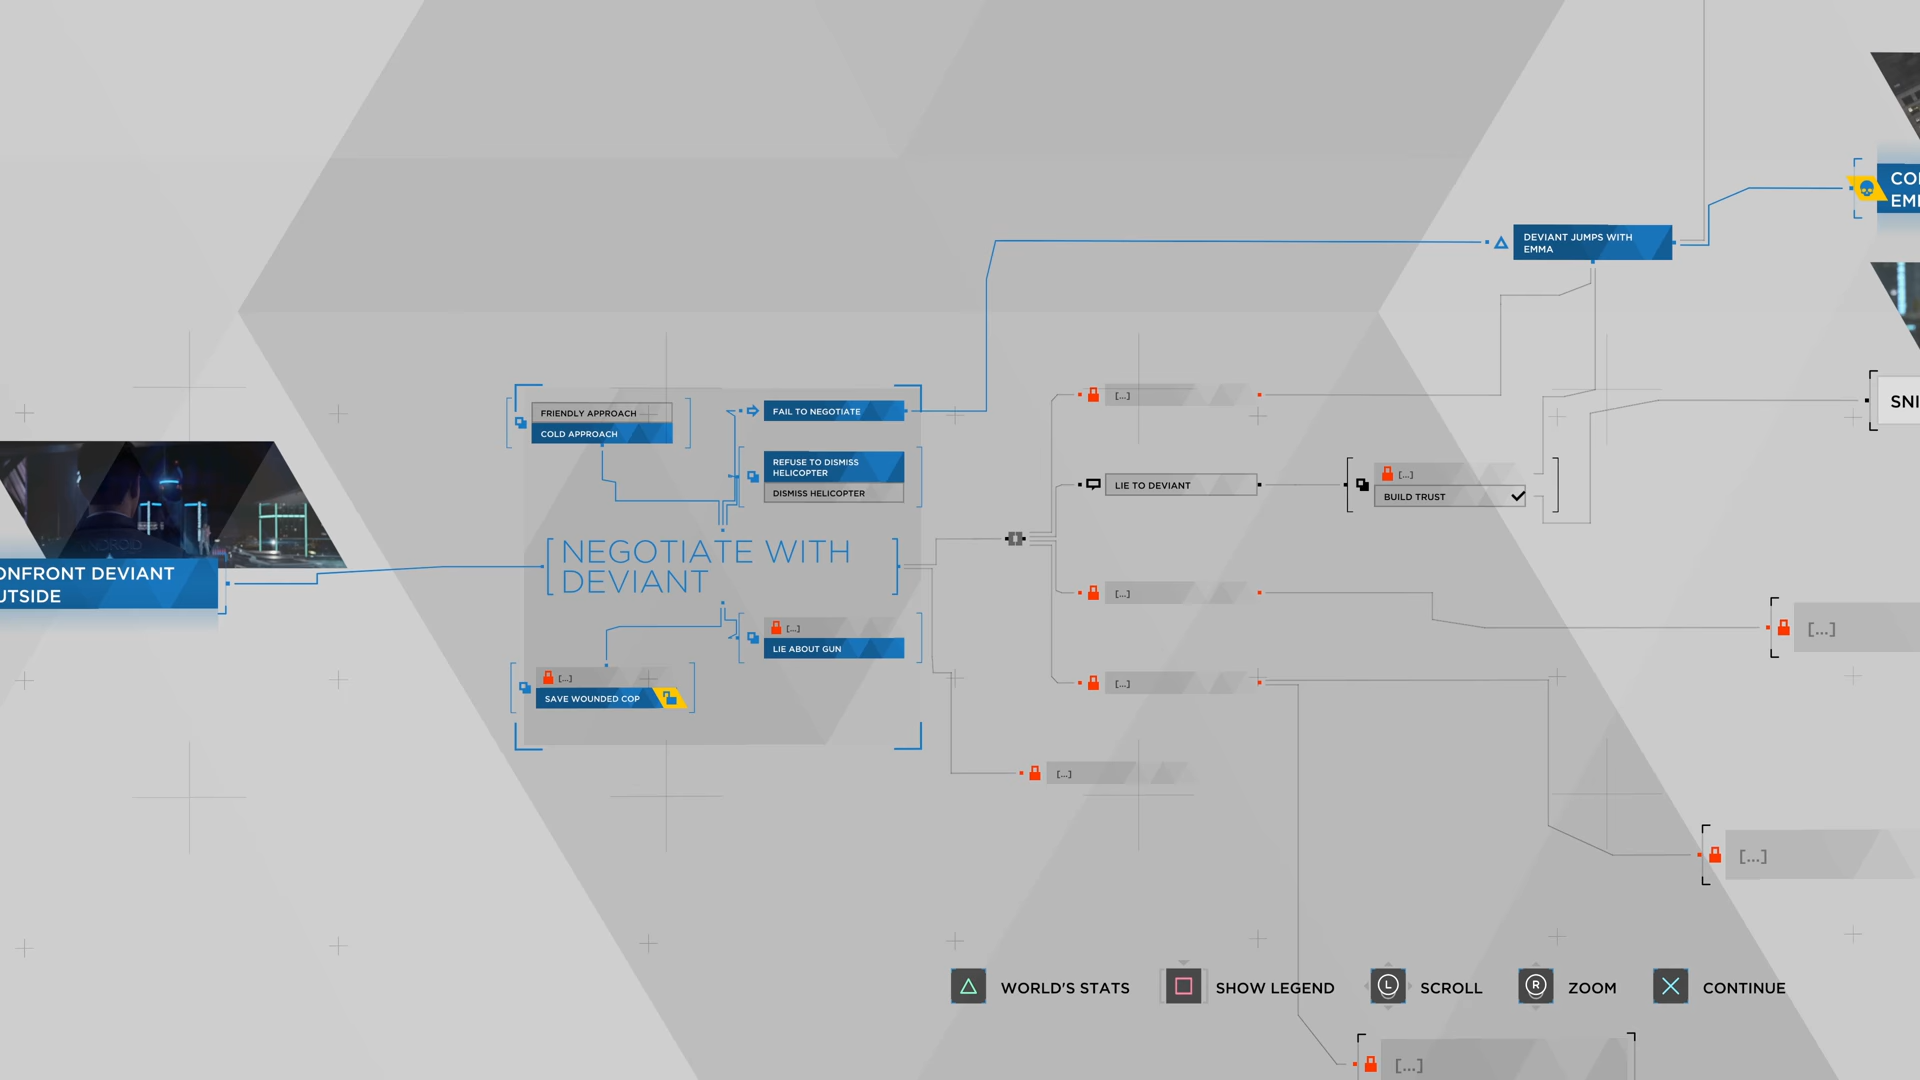 CO
EM
DEVIANT JUMPS WITH
EMMA
FRIENDLY APPROACH
COLD APPROACH
FAIL TO NEGOTIATE
REFUSE TO DISMISS
HELICOPTER
DISMISS HELICOPTER
[...]
LIE TO DEVIANT
[...]
BUILD TRUST
SNI
NEGOTIATE WITH
DEVIANT
ONFRONT DEVIANT
UTSIDE
[...]
LIE ABOUT GUN
[...]
SAVE WOUNDED COP
[...]
[...]
[...]
[...]
[...]
WORLD'S STATS
SHOW LEGEND
L
SCROLL
R
ZOOM
CONTINUE
[...]